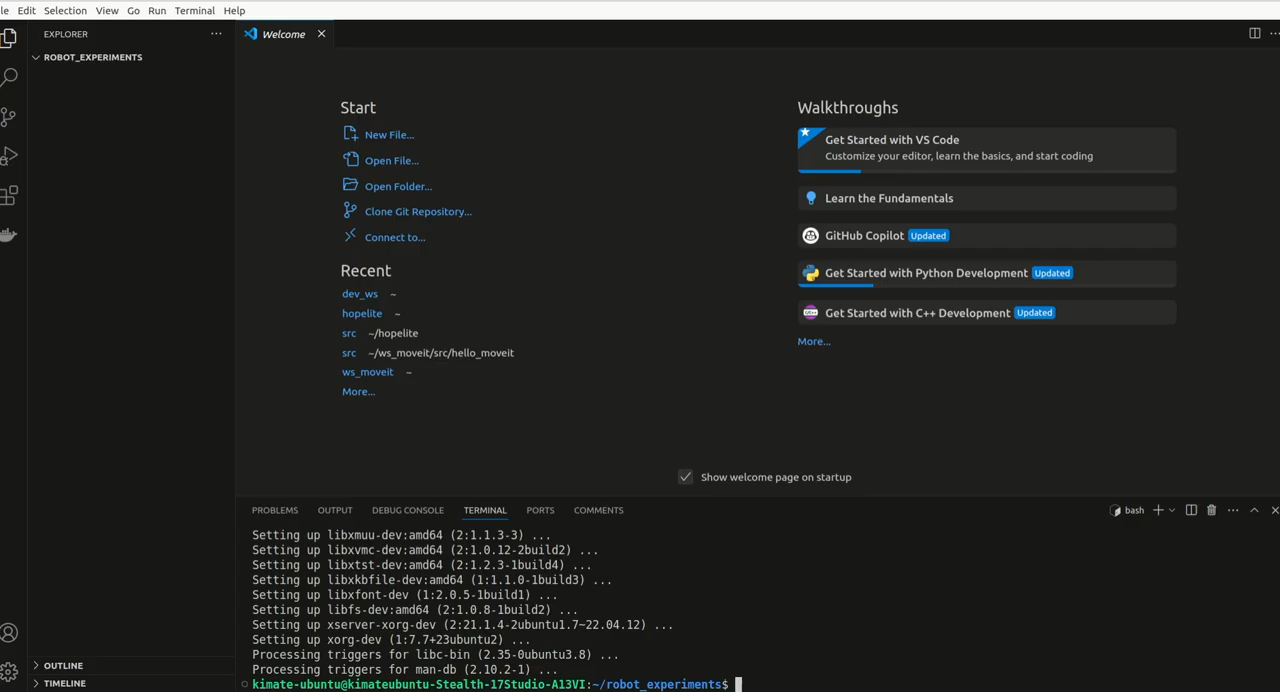 le Edit Selection View Go Run Terminal Help
EXPLORER
ROBOT_EXPERIMENTS
OUTLINE
TIMELINE
Welcome
Start
New File...
Open File...
Open Folder...
Clone Git Repository...
Connect to...
Recent
dev_ws ~
hopelite ~
src ~/hopelite
src ~/ws_moveit/src/hello_moveit
ws_moveit ~
More...
Walkthroughs
Get Started with VS Code
Customize your editor, learn the basics, and start coding
Learn the Fundamentals
GitHub Copilot Updated
Get Started with Python Development Updated
Get Started with C++ Development Updated
More...
Show welcome page on startup
PROBLEMS OUTPUT DEBUG CONSOLE TERMINAL PORTS COMMENTS
bash
Setting up libxmuu-dev:amd64 (2:1.1.3-3) ...
Setting up libxvmc-dev:amd64 (2:1.0.12-2build2) ...
Setting up libxtst-dev:amd64 (2:1.2.3-1build4) ...
Setting up libxkbfile-dev:amd64 (1:1.1.0-1build3) ...
Setting up libxfont-dev (1:2.0.5-1build1) ...
Setting up libfs-dev:amd64 (2:1.0.8-1build2) ...
Setting up xserver-xorg-dev (2:21.1.4-2ubuntu1.7~22.04.12) ...
Setting up xorg-dev (1:7.7+23ubuntu2) ...
Processing triggers for libc-bin (2.35-0ubuntu3.8) ...
Processing triggers for man-db (2.10.2-1) ...
kimate-ubuntu@kimateubuntu-Stealth-17Studio-A13VI:~/robot_experiments$